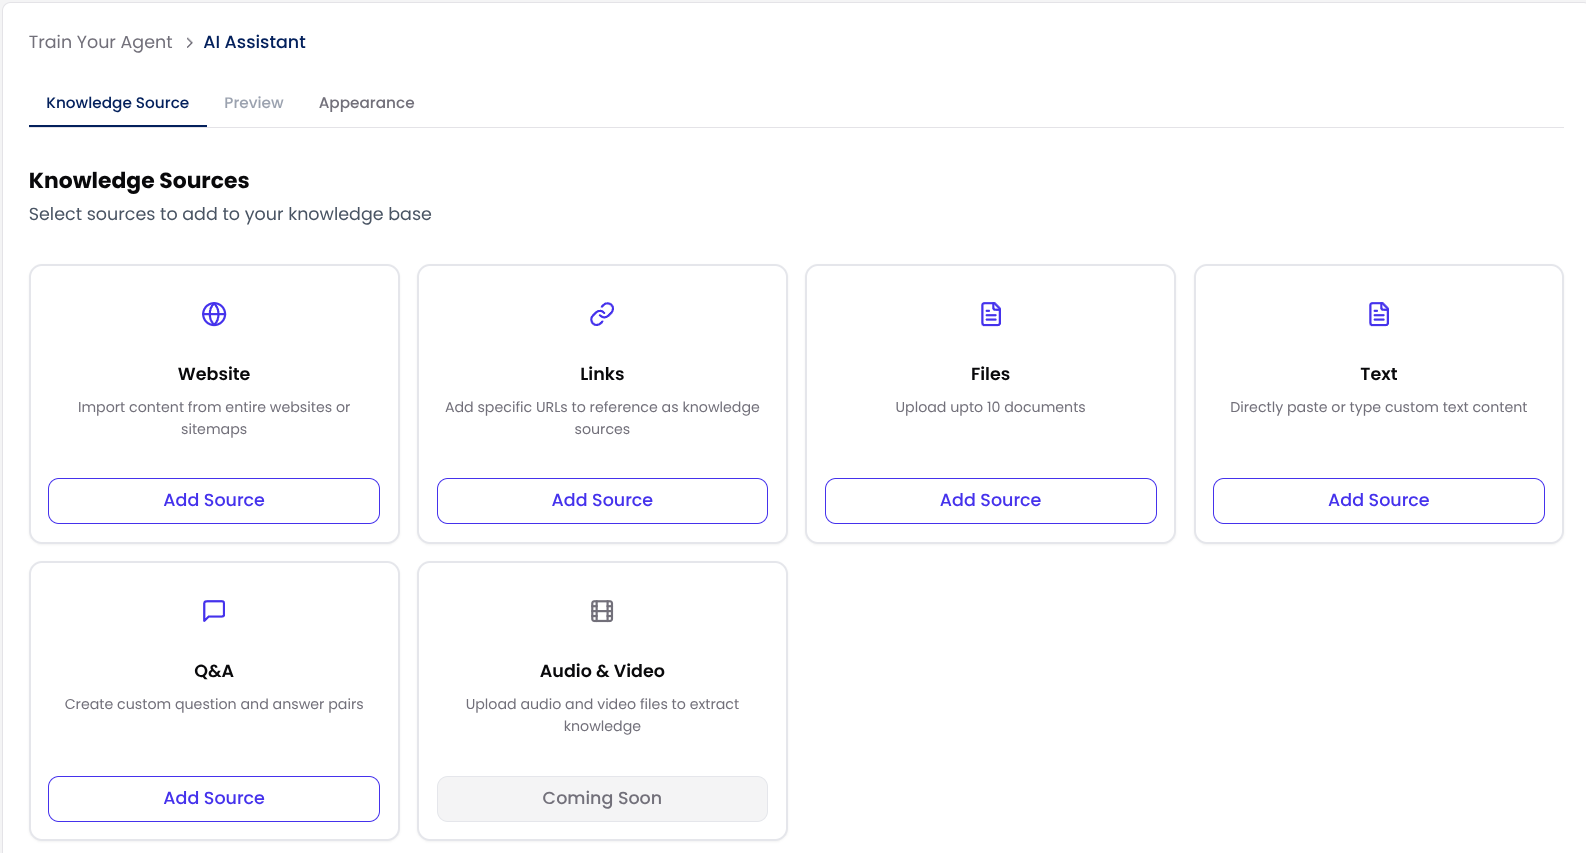 Train Your Agent > AI Assistant
Knowledge Source Preview Appearance
Knowledge Sources
Select sources to add to your knowledge base
Website
Import content from entire websites or
sitemaps
Add Source
Links
Add specific URLs to reference as knowledge
sources
Add Source
Files
Upload upto 10 documents
Add Source
Text
Directly paste or type custom text content
Add Source
Q&A
Create custom question and answer pairs
Add Source
Audio & Video
Upload audio and video files to extract
knowledge
Coming Soon